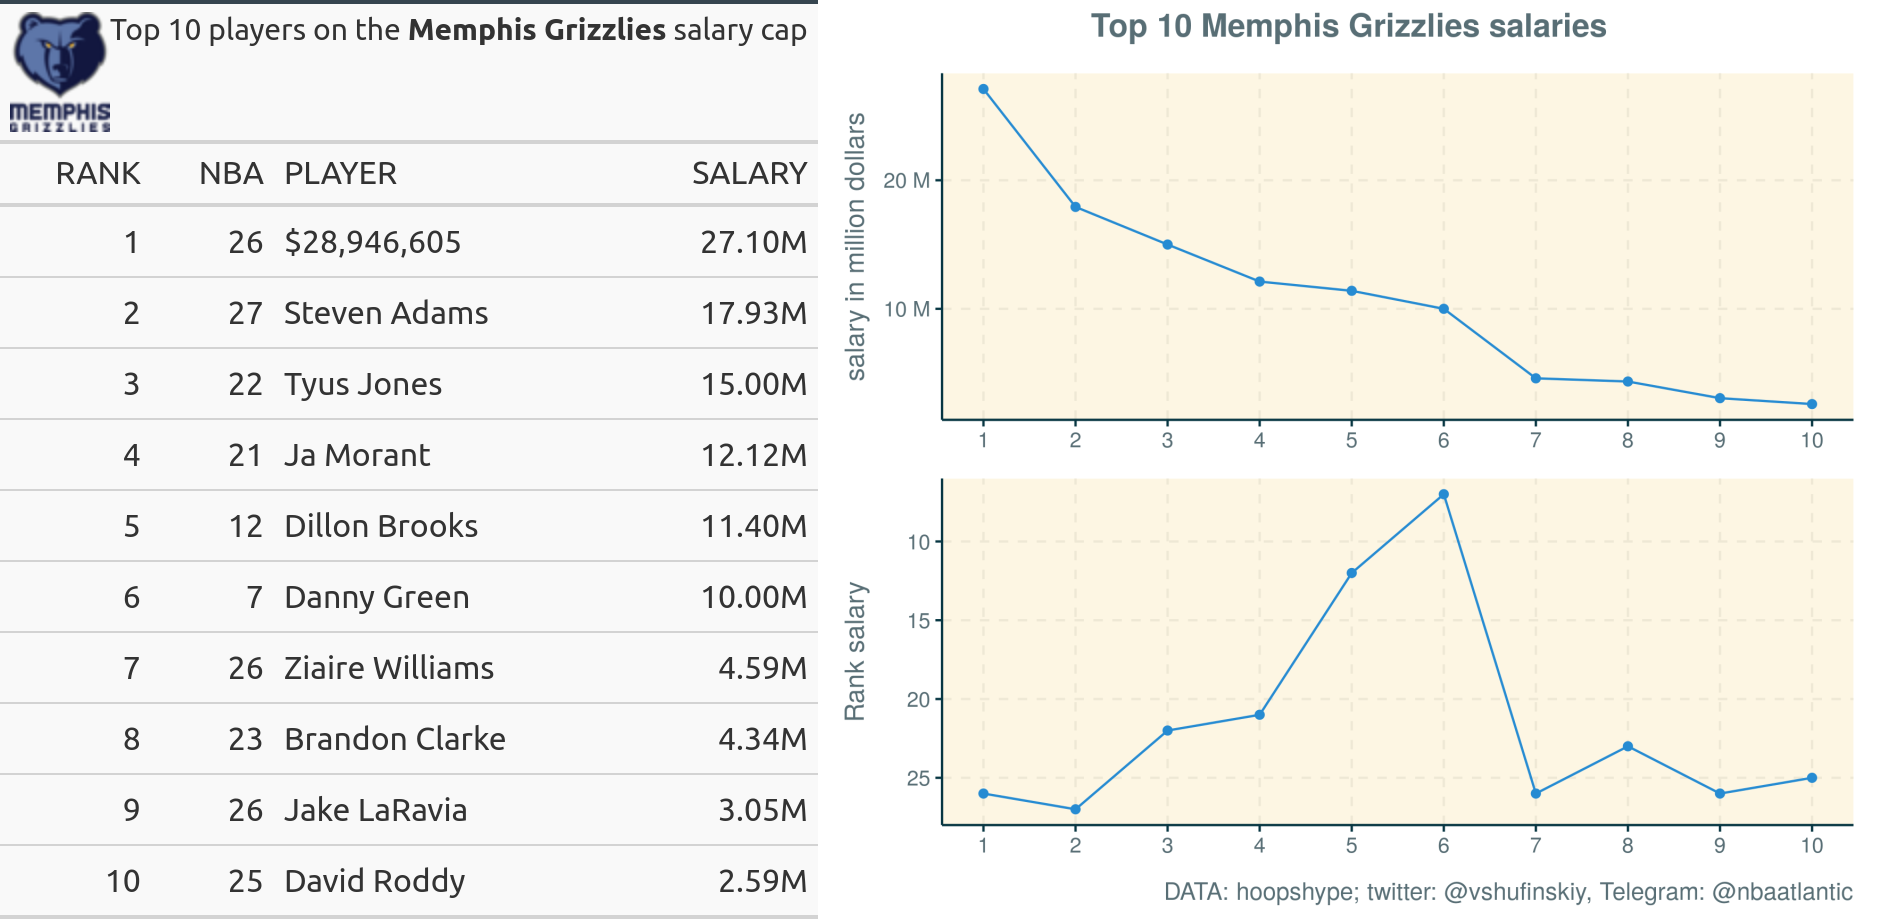 Top 10 players on the Memphis Grizzlies salary cap
MEMPHIS
GRIZZLIES
RANK NBA PLAYER SALARY
1 26 $28,946,605 27.10M
2 27 Steven Adams 17.93M
3 22 Tyus Jones 15.00M
4 21 Ja Morant 12.12M
5 12 Dillon Brooks 11.40M
6 7 Danny Green 10.00M
7 26 Ziaire Williams 4.59M
8 23 Brandon Clarke 4.34M
9 26 Jake LaRavia 3.05M
10 25 David Roddy 2.59M
Top 10 Memphis Grizzlies salaries
salary in million dollars
20 M
10 M
1 2 3 4 5 6 7 8 9 10
Rank salary
10
15
20
25
1 2 3 4 5 6 7 8 9 10
DATA: hoopshype; twitter: @vshufinskiy, Telegram: @nbaatlantic